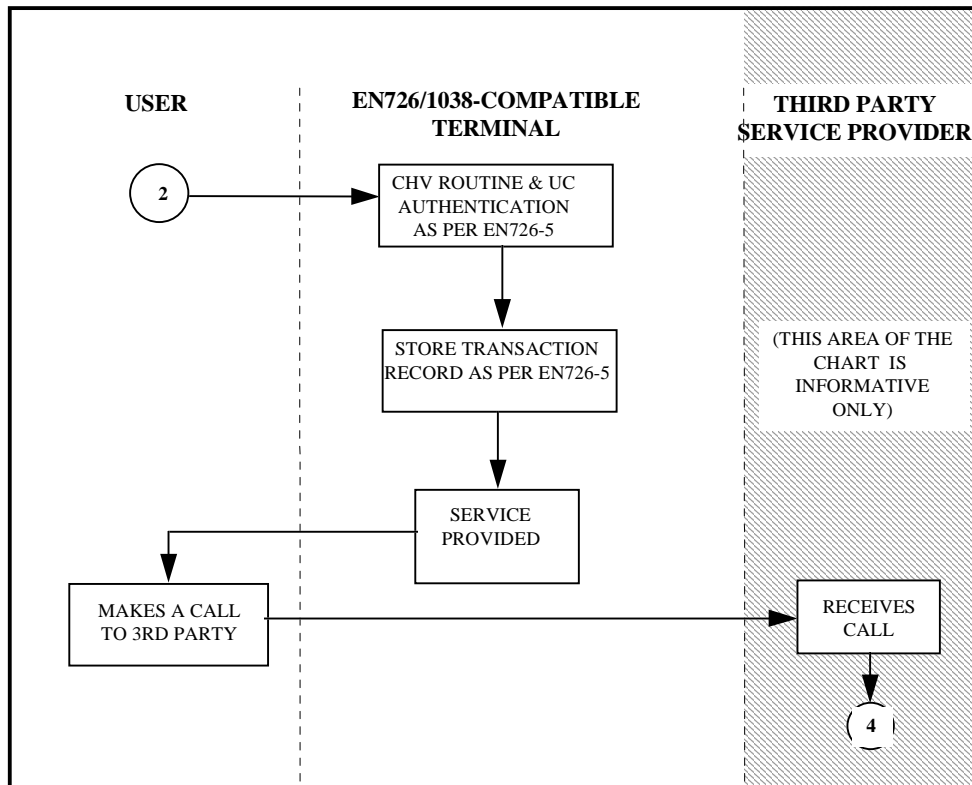 USER
EN726/1038-COMPATIBLE
TERMINAL
THIRD PARTY
SERVICE PROVIDER
2
CHV ROUTINE & UC
AUTHENTICATION
AS PER EN726-5
STORE TRANSACTION
RECORD AS PER EN726-5
(THIS AREA OF THE
CHART IS
INFORMATIVE
ONLY)
SERVICE
PROVIDED
MAKES A CALL
TO 3RD PARTY
RECEIVES
CALL
4